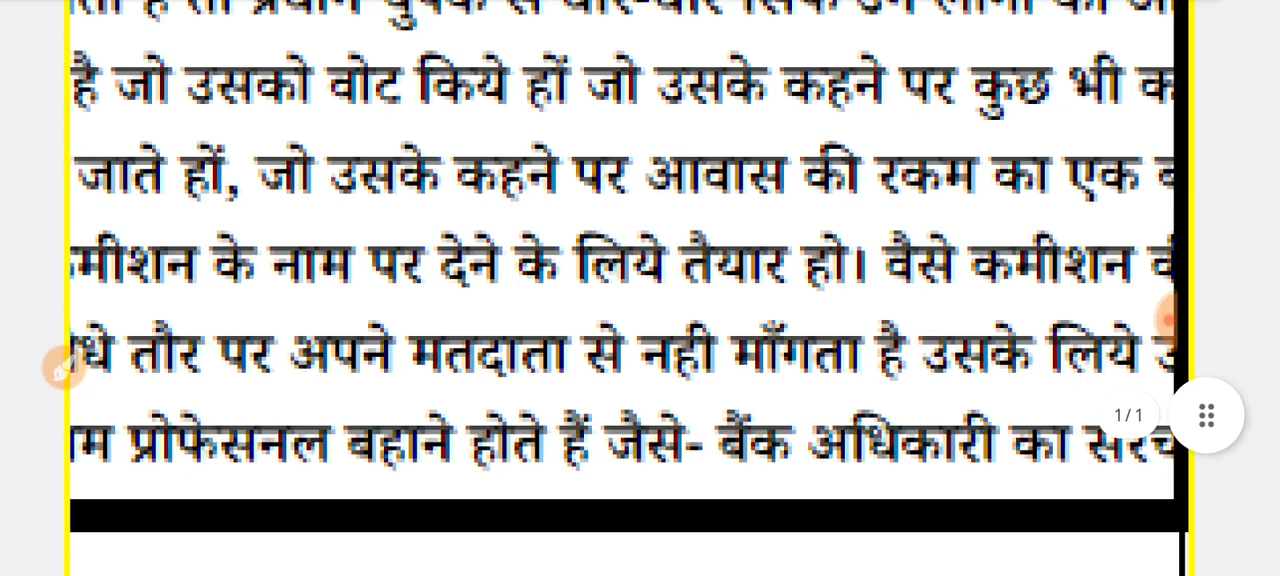 है जो उसको वोट किये हों जो उसके कहने पर कुछ भी
जाते हों, जो उसके कहने पर आवास की रकम का एक
के नाम पर देने के लिये तैयार हो। वैसे कमीशन
तौर पर अपने मतदाता से नही माँगता है उसके लिये
प्रोफेसनल बहाने होते हैं जैसे- बैंक अधिकारी का
1/1